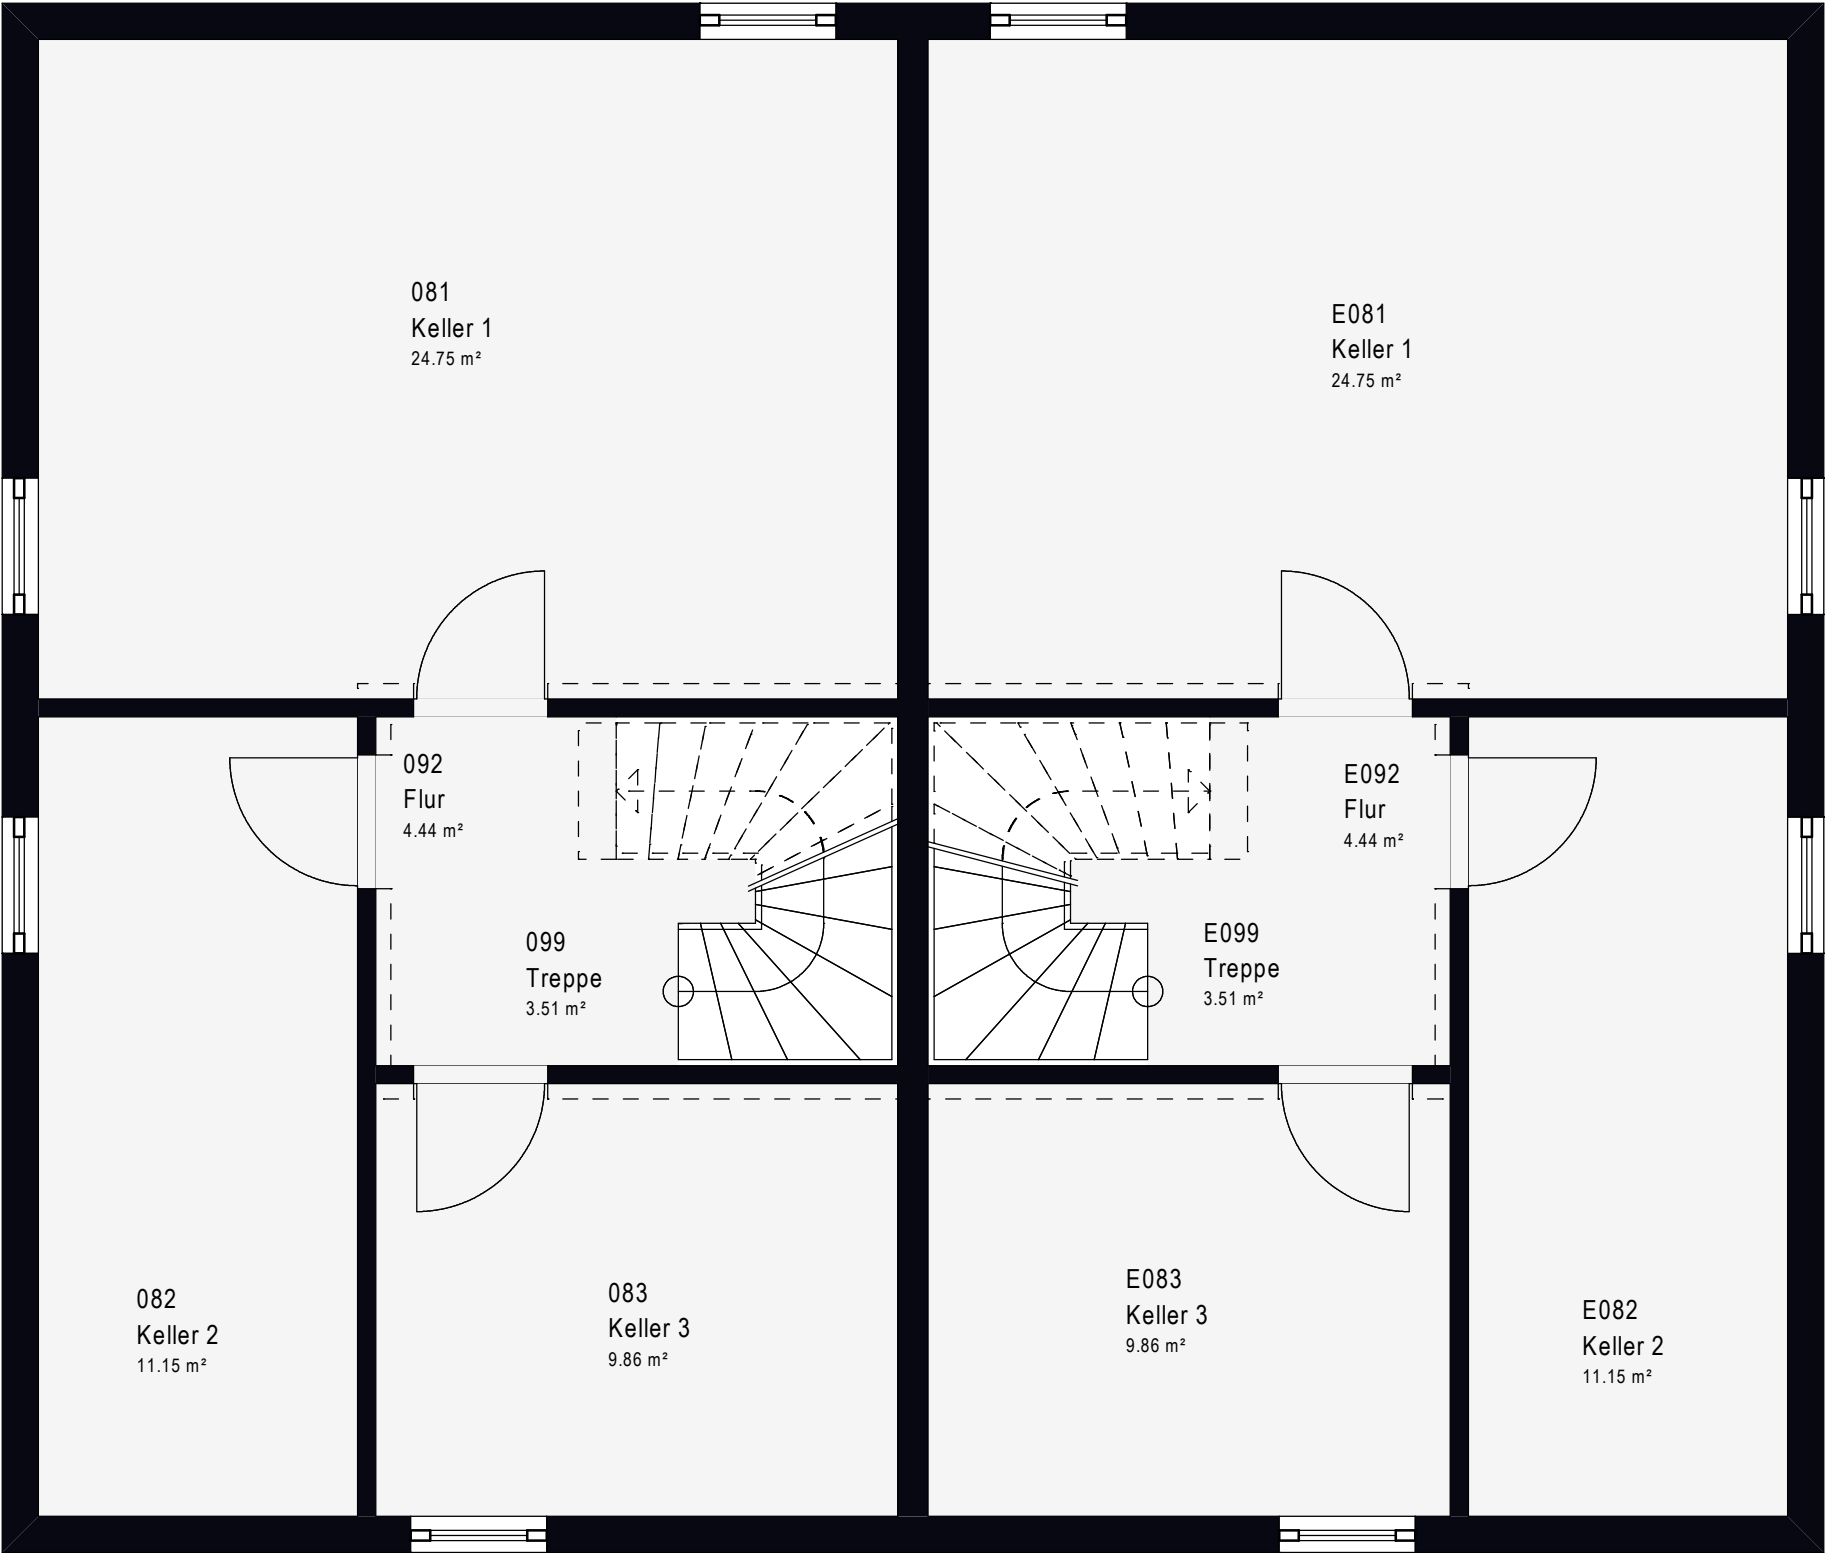 081
Keller 1
24.75 m²
E081
Keller 1
24.75 m²
092
Flur
4.44 m²
E092
Flur
4.44 m²
099
Treppe
3.51 m²
E099
Treppe
3.51 m²
082
Keller 2
11.15 m²
083
Keller 3
9.86 m²
E083
Keller 3
9.86 m²
E082
Keller 2
11.15 m²